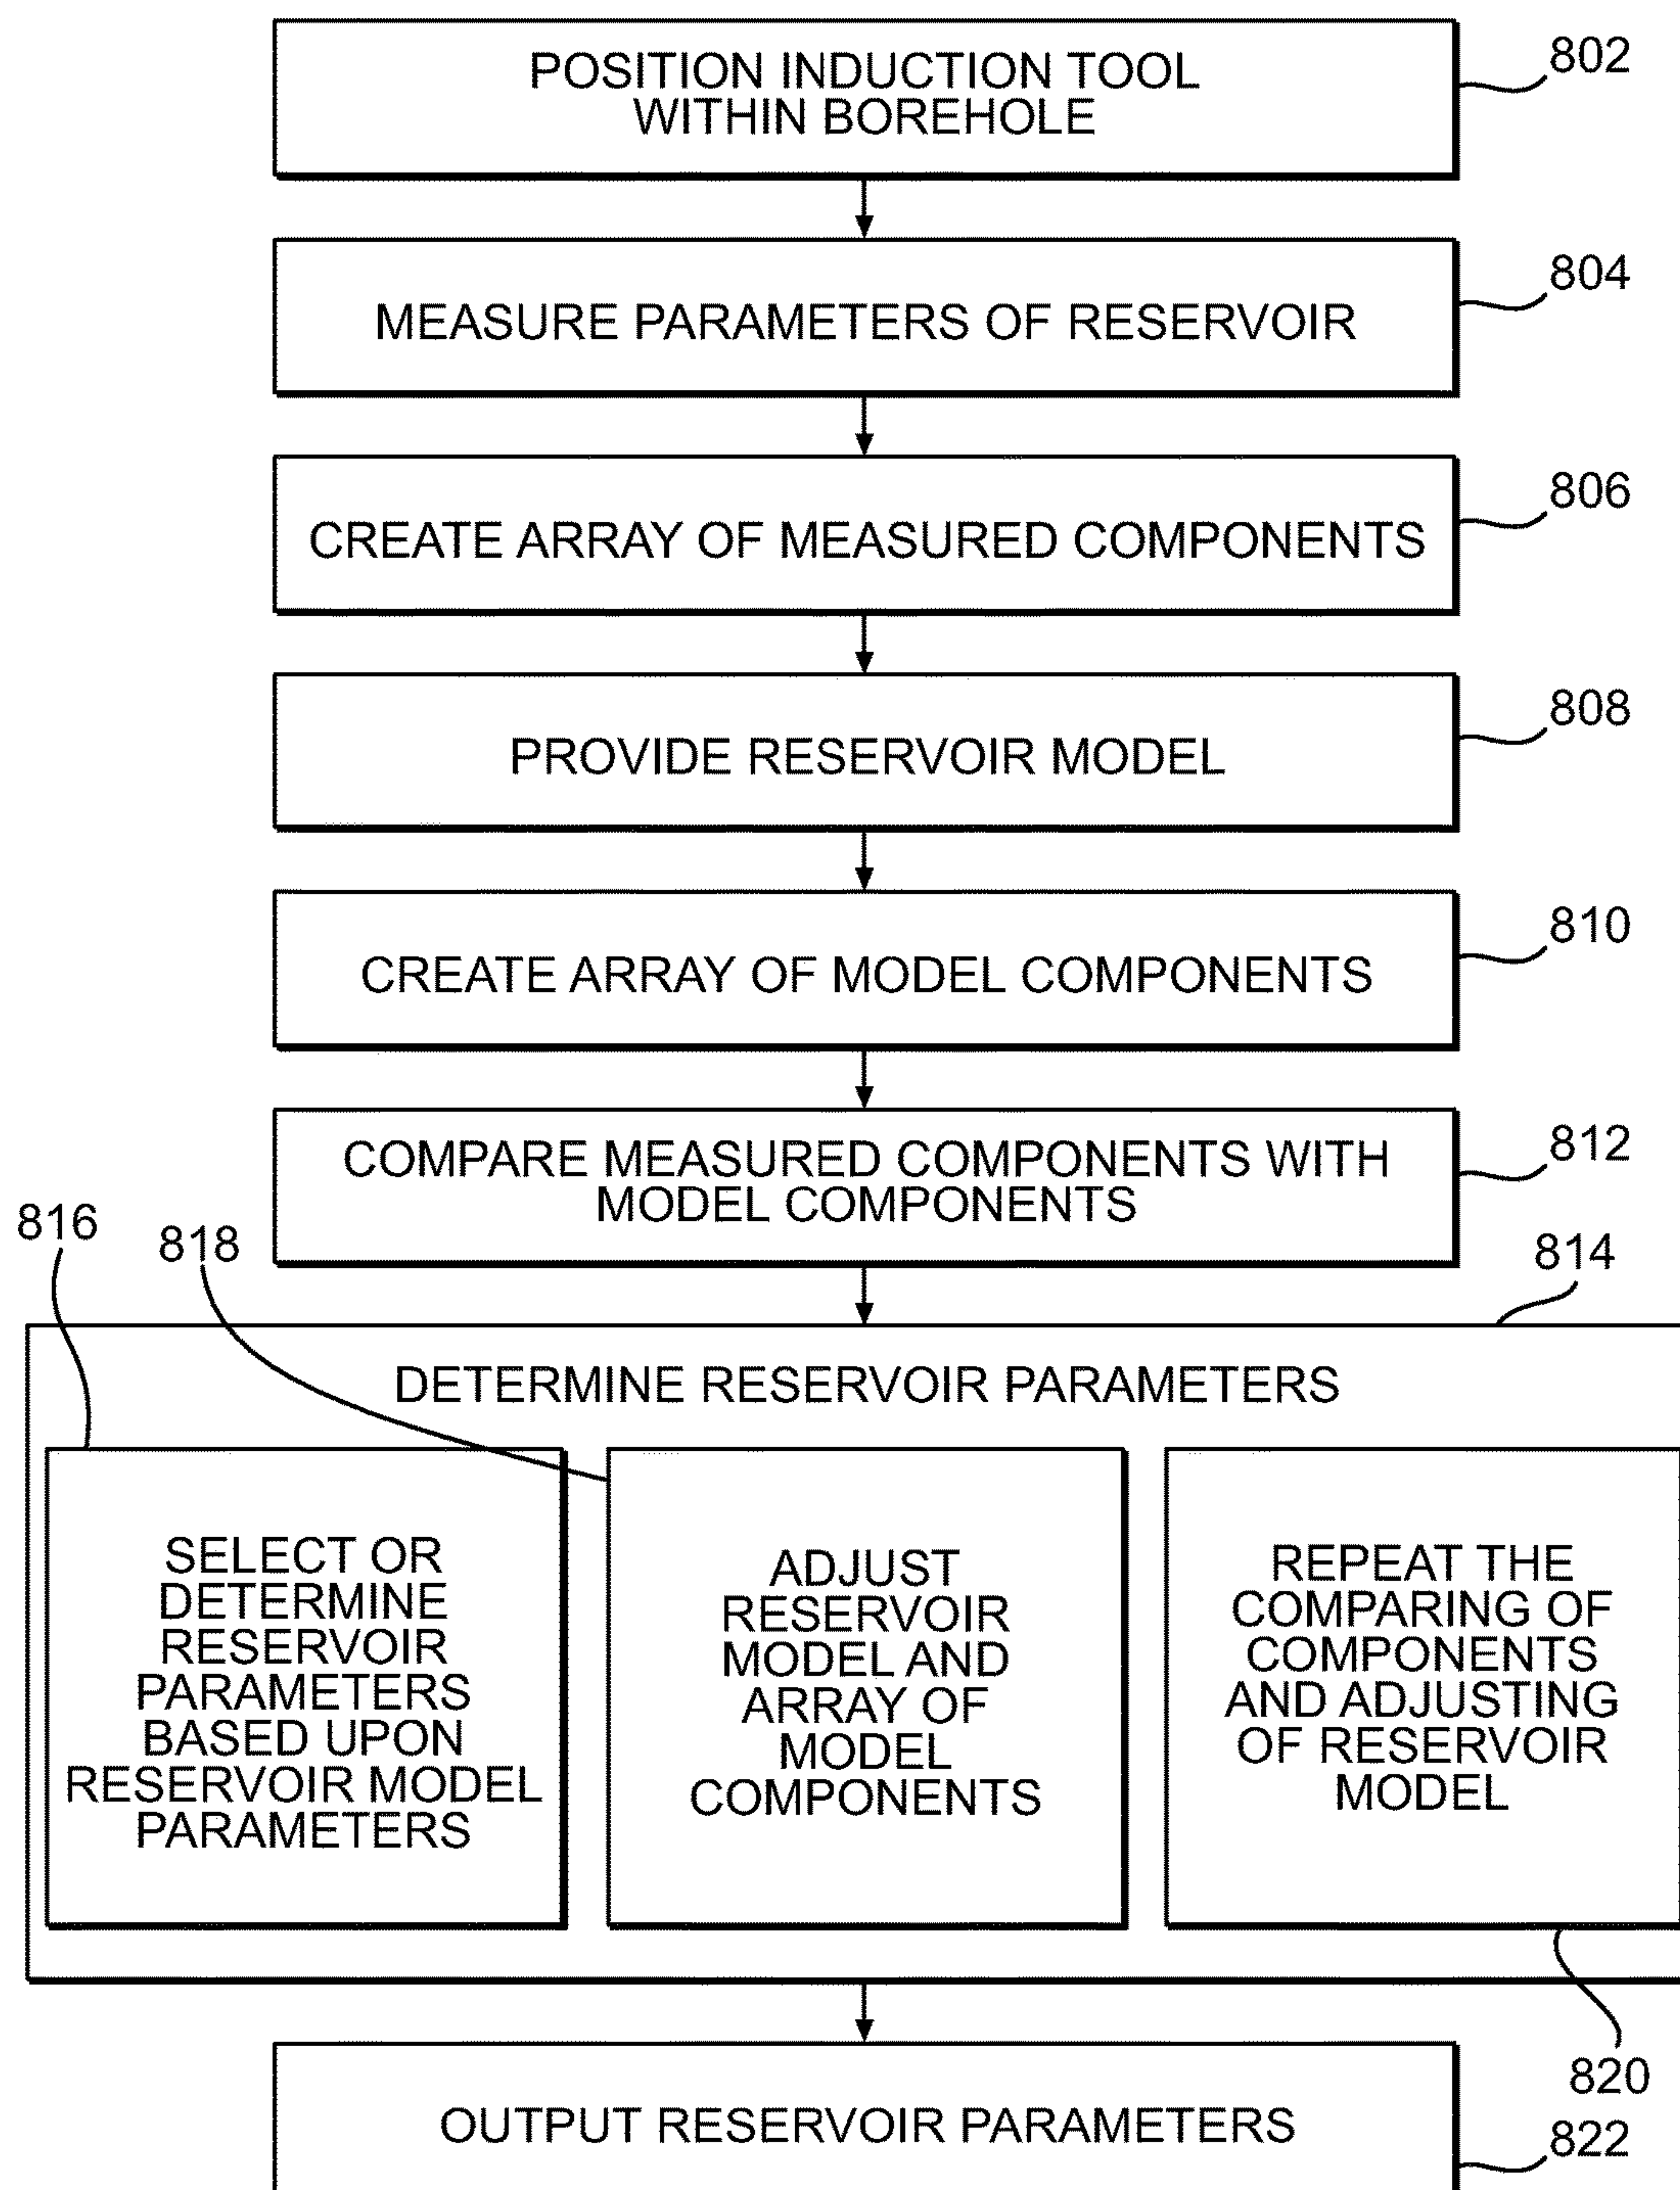 POSITION INDUCTION TOOL
WITHIN BOREHOLE
802
MEASURE PARAMETERS OF RESERVOIR
804
CREATE ARRAY OF MEASURED COMPONENTS
806
PROVIDE RESERVOIR MODEL
808
CREATE ARRAY OF MODEL COMPONENTS
810
COMPARE MEASURED COMPONENTS WITH
MODEL COMPONENTS
812
816
818
814
DETERMINE RESERVOIR PARAMETERS
SELECT OR
DETERMINE
RESERVOIR
PARAMETERS
BASED UPON
RESERVOIR MODEL
PARAMETERS
ADJUST
RESERVOIR
MODEL AND
ARRAY OF
MODEL
COMPONENTS
REPEAT THE
COMPARING OF
COMPONENTS
AND ADJUSTING
OF RESERVOIR
MODEL
820
OUTPUT RESERVOIR PARAMETERS
822